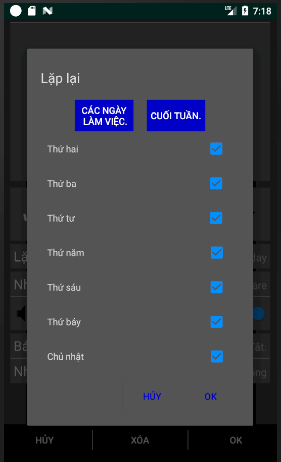 7:18
Lặp lại
CÁC NGÀY
LÀM VIỆC.
CUỐI TUẦN.
Thứ hai
Thứ ba
Thứ tư
Thứ năm
Thứ sáu
Thứ bảy
Chủ nhật
HỦY
OK
HỦY
XÓA
OK